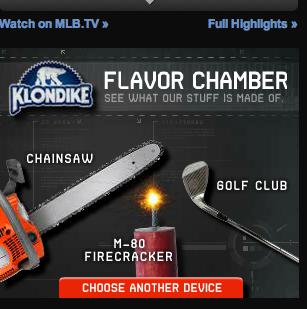 Watch on MLB.TV »
Full Highlights »
KLONDIKE
FLAVOR CHAMBER
SEE WHAT OUR STUFF IS MADE OF.
CHAINSAW
GOLF CLUB
M-80
FIRECRACKER
CHOOSE ANOTHER DEVICE